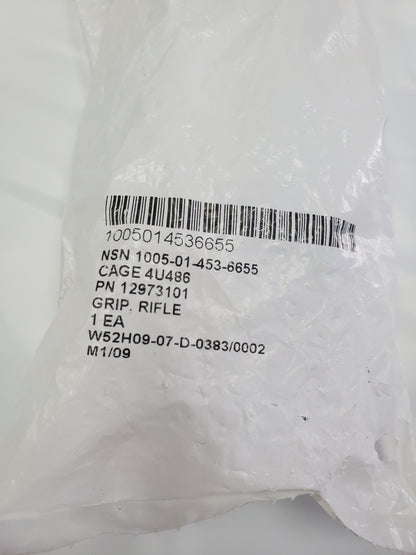 1005014536655
NSN 1005-01-453-6655
CAGE 4U486
PN 12973101
GRIP, RIFLE
1 EA
W52H09-07-D-0383/0002
M1/09